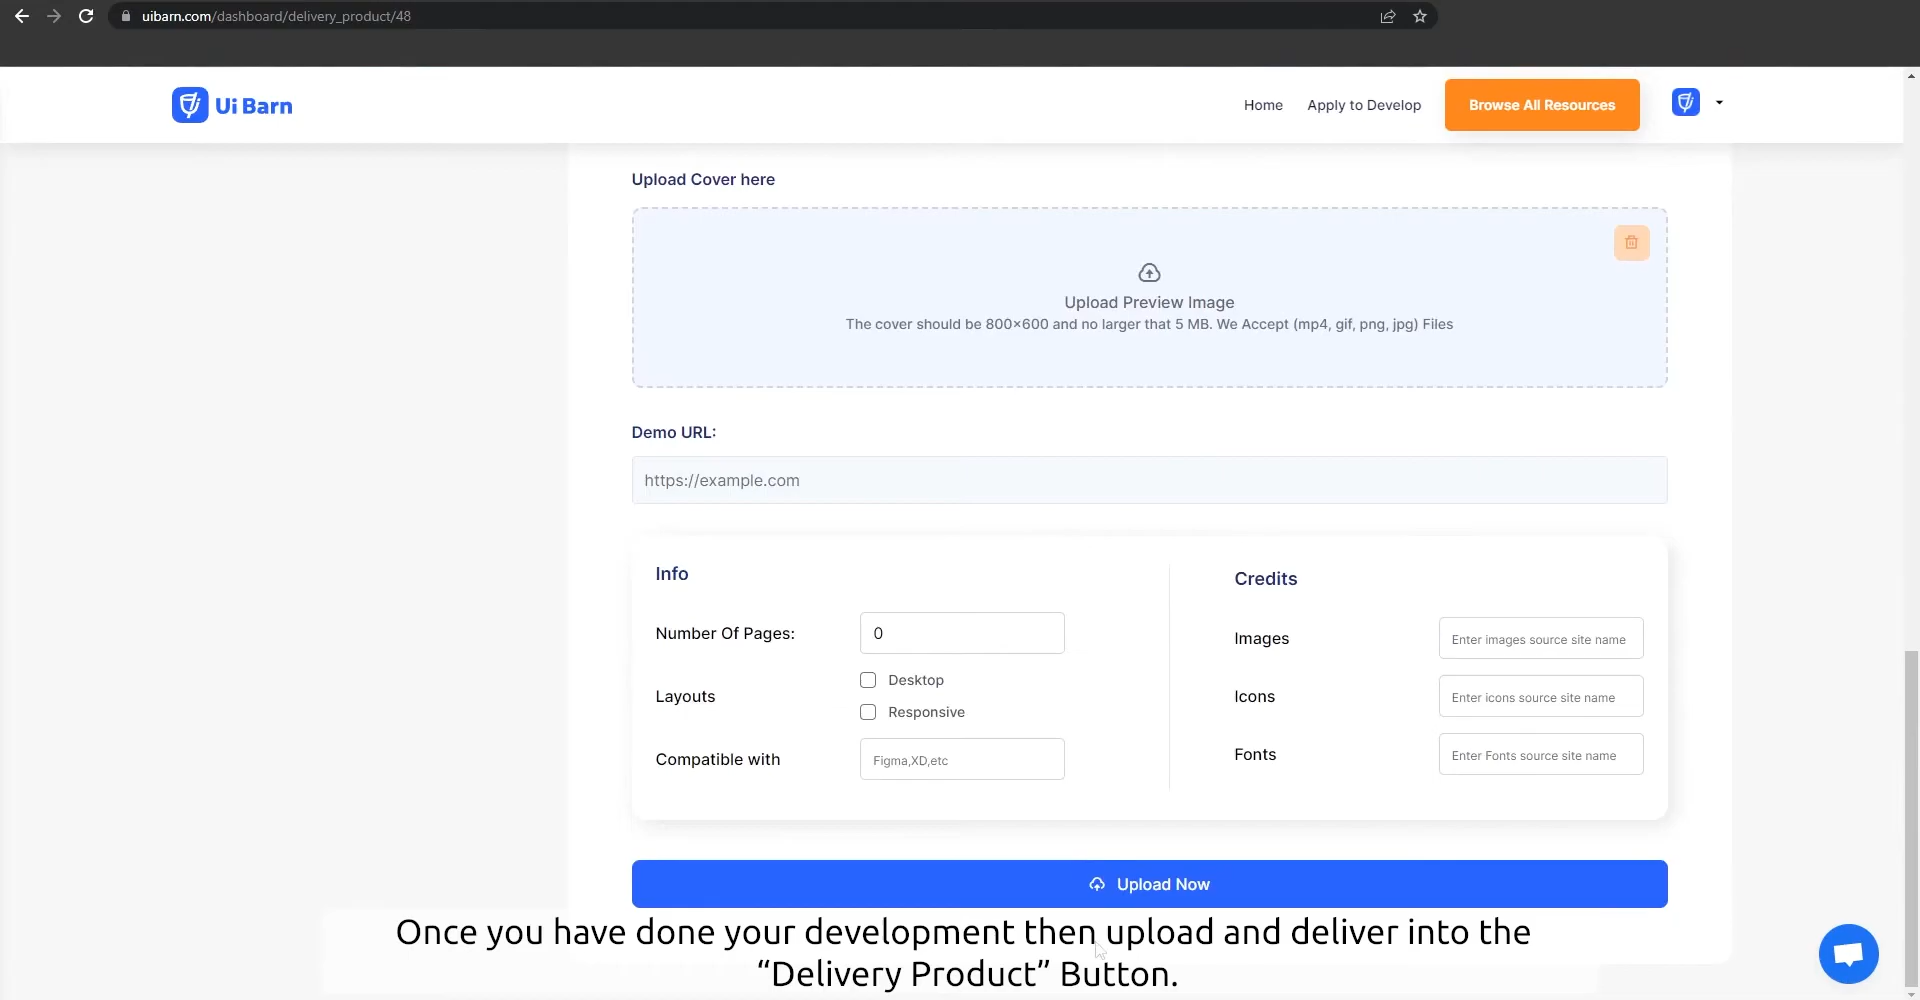 uibarn.com/dashboard/delivery_product/48
Ui Barn
Home
Apply to Develop
Browse All Resources
Upload Cover here
Upload Preview Image
The cover should be 800×600 and no larger that 5 MB. We Accept (mp4, gif, png, jpg) Files
Demo URL:
https://example.com
Info
Number Of Pages:
0
Layouts
Desktop
Responsive
Compatible with
Figma,XD,etc
Credits
Images
Enter images source site name
Icons
Enter icons source site name
Fonts
Enter Fonts source site name
Upload Now
Once you have done your development then upload and deliver into the
“Delivery Product” Button.